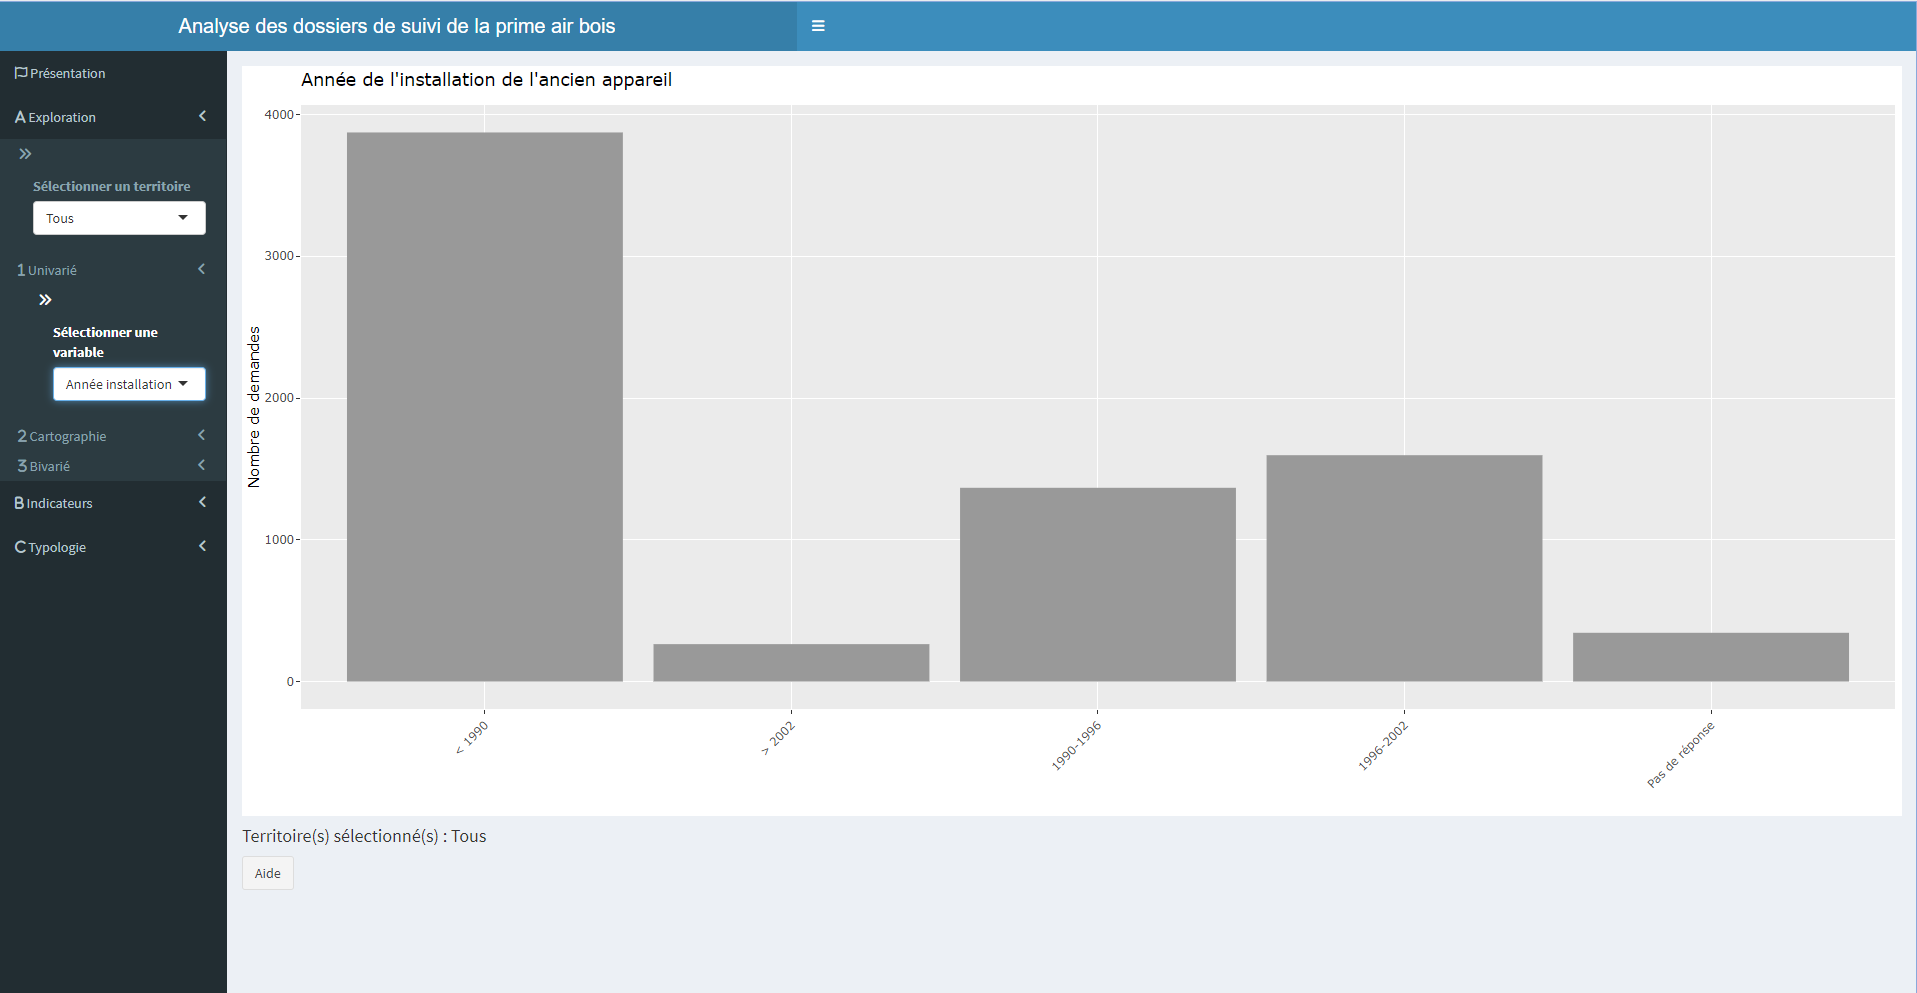 Analyse des dossiers de suivi de la prime air bois
Présentation
A Exploration
Sélectionner un territoire
Tous
1 Univarié
Sélectionner une
variable
Année installation
2 Cartographie
3 Bivarié
B Indicateurs
C Typologie
Année de l'installation de l'ancien appareil
Nombre de demandes
4000
3000
2000
1000
0
< 1990
> 2002
1990-1996
1996-2002
Pas de réponse
Territoire(s) sélectionné(s) : Tous
Aide